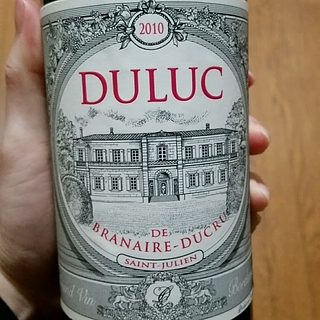 2010
DULUC
DE
BRANAIRE-DUCRU
SAINT-JULIEN